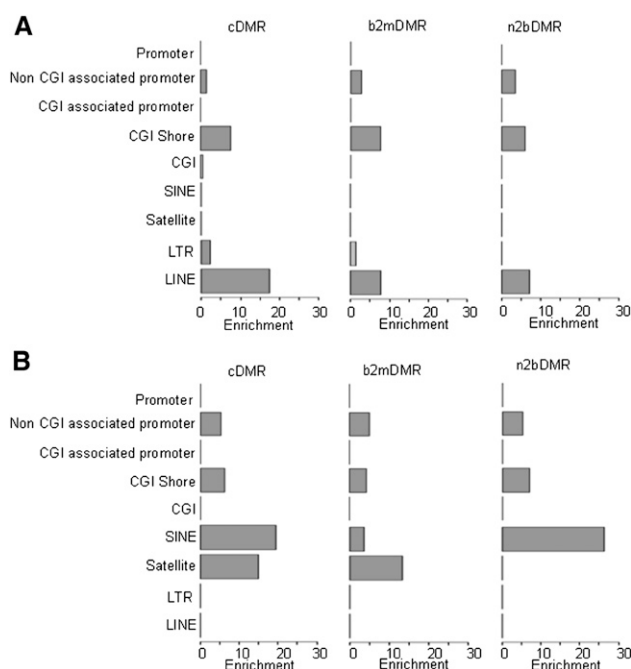 A
cDMR b2mDMR n2bDMR
Promoter
Non CGI associated promoter
CGI associated promoter
CGI Shore
CGI
SINE
Satellite
LTR
LINE
0 10 20 30 0 10 20 30 0 10 20 30
Enrichment Enrichment Enrichment
B
cDMR b2mDMR n2bDMR
Promoter
Non CGI associated promoter
CGI associated promoter
CGI Shore
CGI
SINE
Satellite
LTR
LINE
0 10 20 30 0 10 20 30 0 10 20 30
Enrichment Enrichment Enrichment